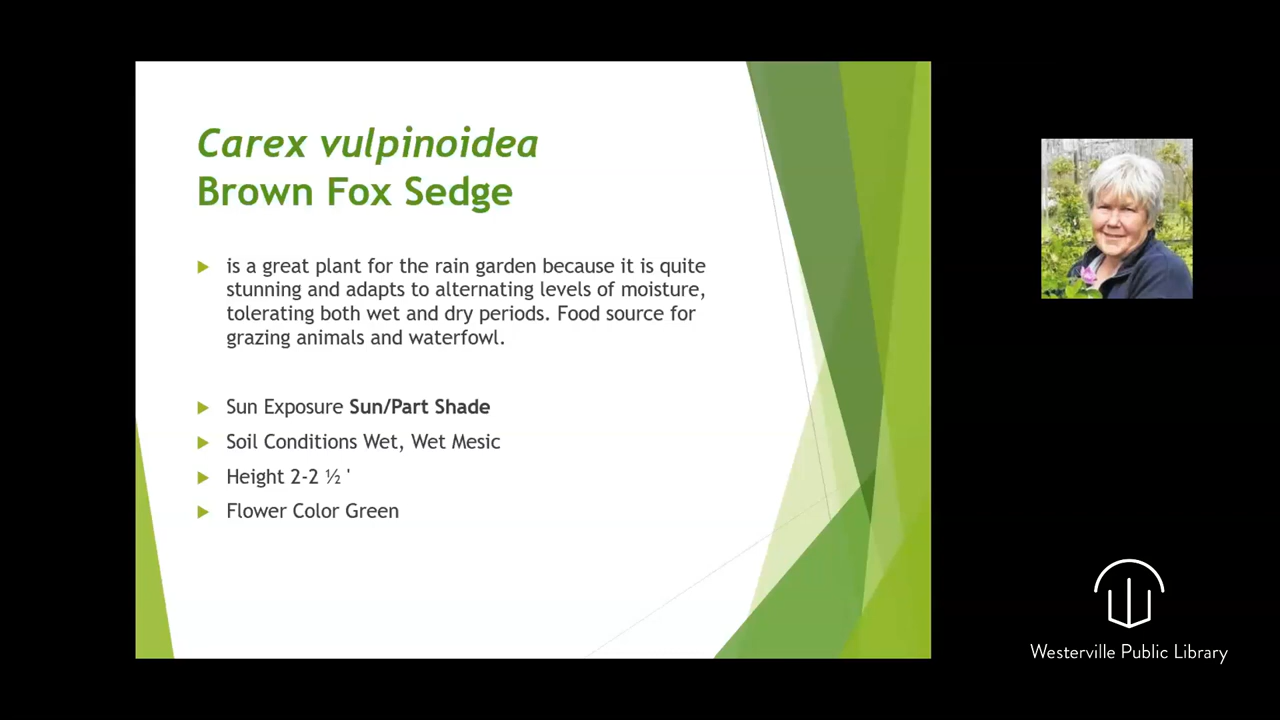 Carex vulpinoidea
Brown Fox Sedge
is a great plant for the rain garden because it is quite
stunning and adapts to alternating levels of moisture,
tolerating both wet and dry periods. Food source for
grazing animals and waterfowl.
Sun Exposure Sun/Part Shade
Soil Conditions Wet, Wet Mesic
Height 2-2 ½ '
Flower Color Green
Westerville Public Library